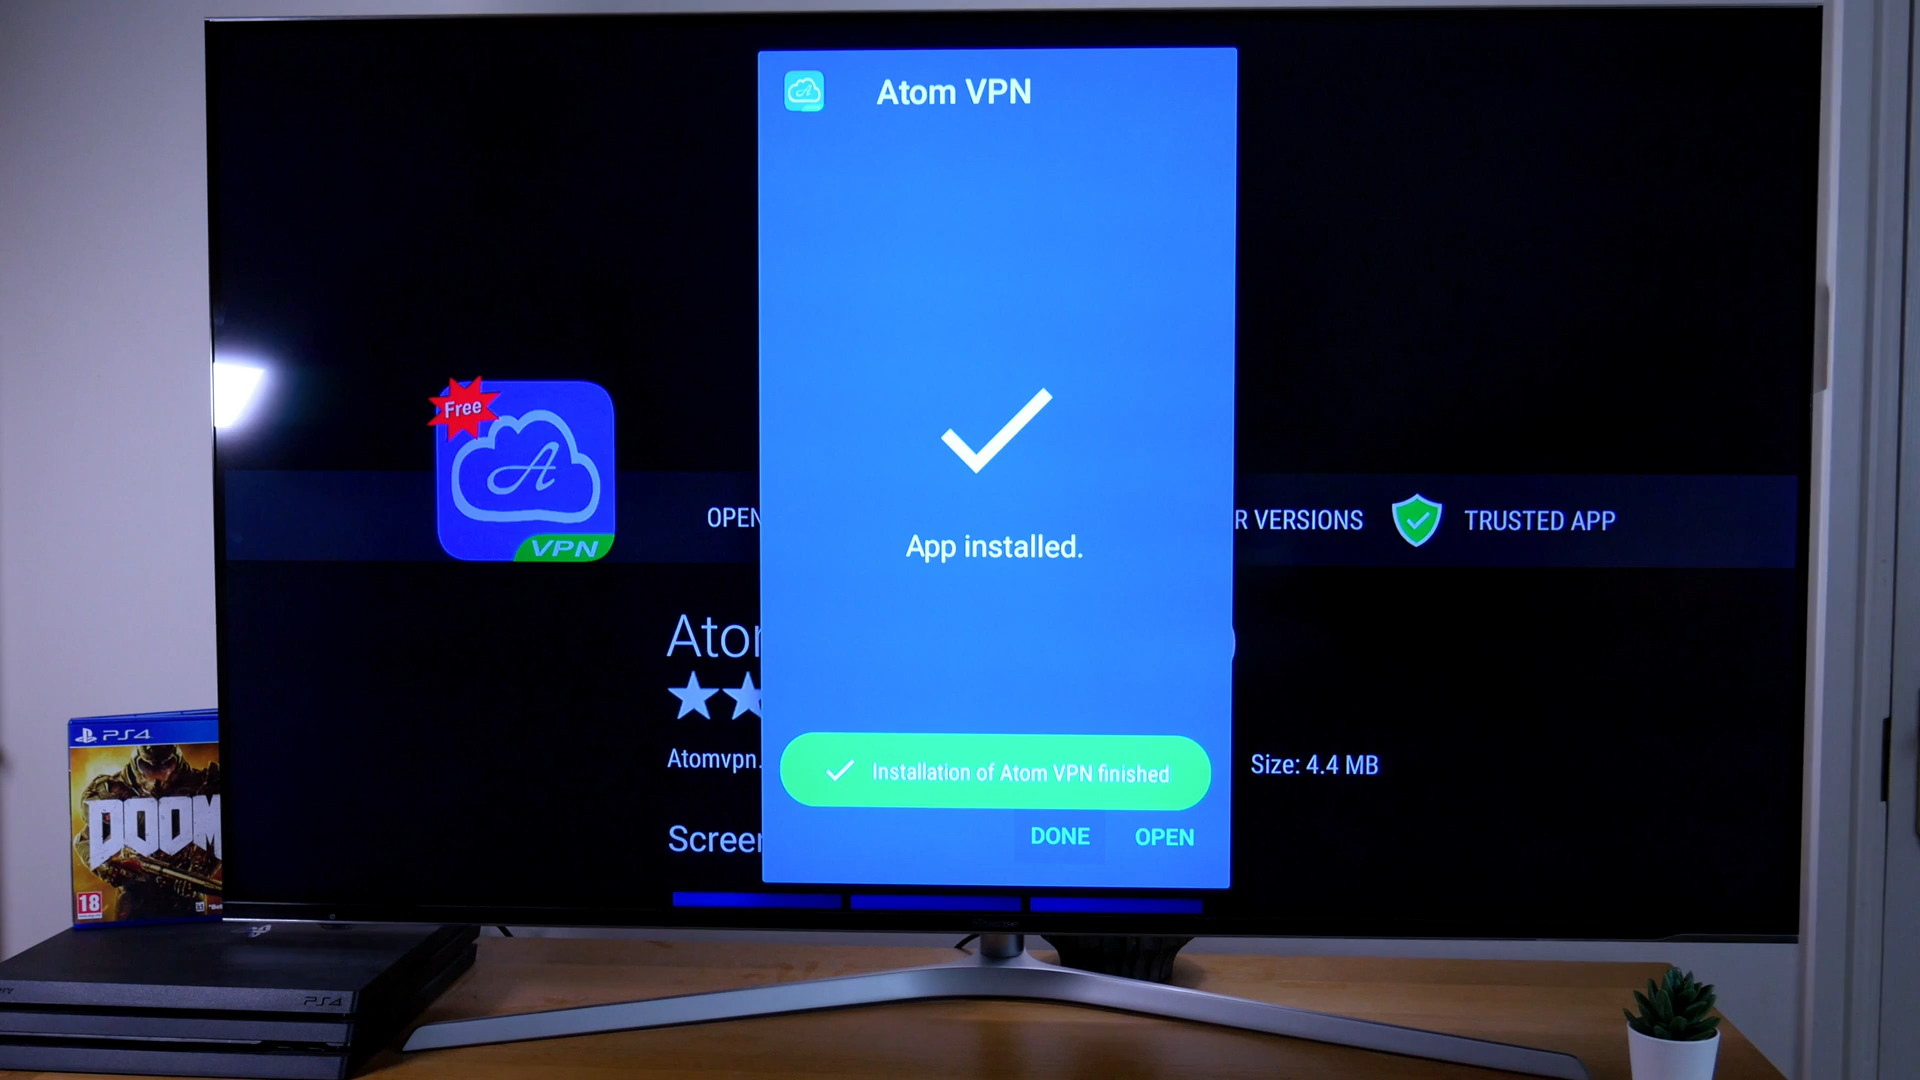 Atom VPN
Free
A
VPN
OPEN
R VERSIONS
TRUSTED APP
App installed.
Ato
Atomvpn.
Size: 4.4 MB
Installation of Atom VPN finished
Screen
DONE
OPEN
PS4
DOOM
18
PS4